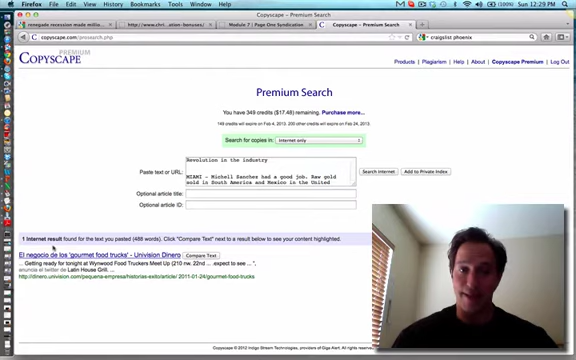 Firefox File Edit View History Bookmarks Tools Window Help
Sun 12:29 PM
Copyscape – Premium Search
renegade recession made millio...
Module 7 | Page One Syndication
Copyscape – Premium Search
copyscape.com/prosearch.php
craigslist phoenix
PREMIUM
COPYSCAPE
Products | Plagiarism | Help | About | Copyscape Premium | Log Out
Premium Search
You have 349 credits ($17.48) remaining. Purchase more...
149 credits will expire on Feb 4, 2013. 200 other credits will expire on Feb 24, 2013.
Search for copies in: Internet only
Revolution in the industry
MIAMI - Michell Sanches had a good job. Raw gold
sold in South America and Mexico in the United
Paste text or URL:
Search Internet
Add to Private Index
Optional article title:
Optional article ID:
1 Internet result found for the text you pasted (486 words). Click "Compare Text" next to a result below to see your content highlighted.
El negocio de los 'gourmet food trucks' - Univision Dinero Compare Text
... Getting ready for tonight at Wynwood Food Truckers Meet Up (210 nw. 22nd ... expect to see ... ",
anuncio el twitter de Latin House Grill. ...
http://dinero.univision.com/pequena-empresa/historias-exito/article/2011-01-24/gourmet-food-trucks
Copyscape © 2012 Indigo Stream Technologies, providers of Giga Alert. All rights reserved.